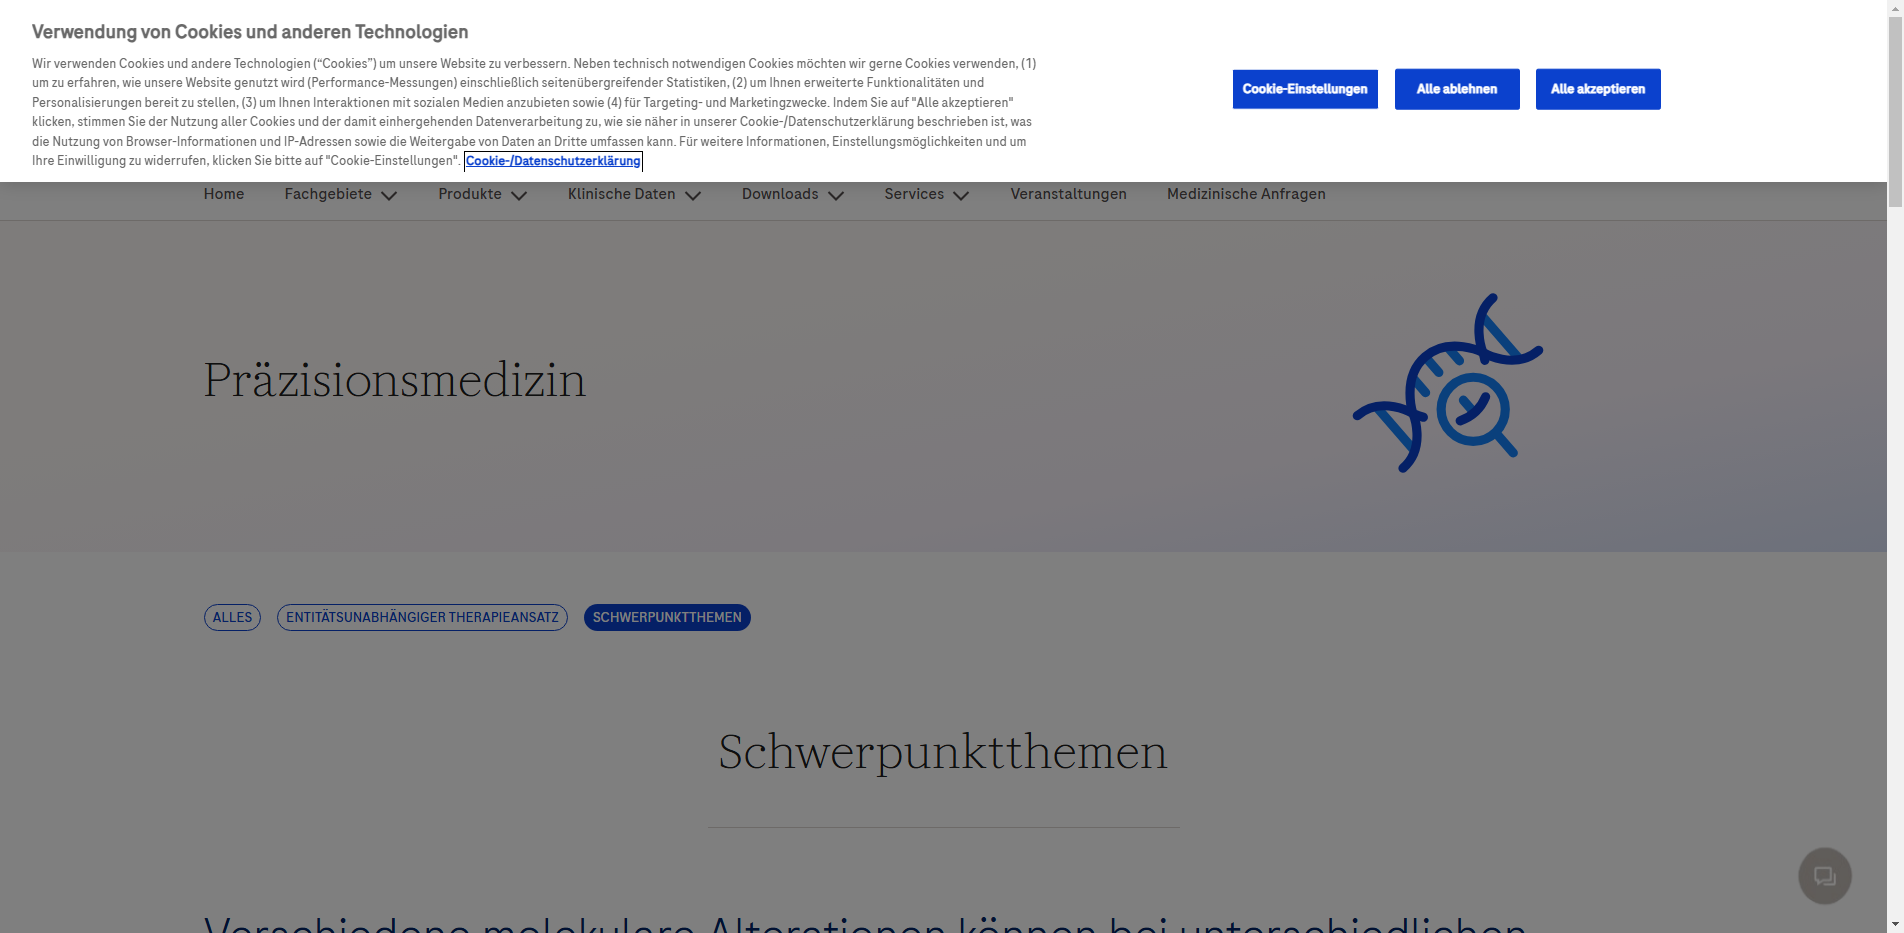 Verwendung von Cookies und anderen Technologien
Wir verwenden Cookies und andere Technologien (“Cookies”) um unsere Website zu verbessern. Neben technisch notwendigen Cookies möchten wir gerne Cookies verwenden, (1)
um zu erfahren, wie unsere Website genutzt wird (Performance-Messungen) einschließlich seitenübergreifender Statistiken, (2) um Ihnen erweiterte Funktionalitäten und
Personalisierungen bereit zu stellen, (3) um Ihnen Interaktionen mit sozialen Medien anzubieten sowie (4) für Targeting- und Marketingzwecke. Indem Sie auf "Alle akzeptieren"
klicken, stimmen Sie der Nutzung aller Cookies und der damit einhergehenden Datenverarbeitung zu, wie sie näher in unserer Cookie-/Datenschutzerklärung beschrieben ist, was
die Nutzung von Browser-Informationen und IP-Adressen sowie die Weitergabe von Daten an Dritte umfassen kann. Für weitere Informationen, Einstellungsmöglichkeiten und um
Ihre Einwilligung zu widerrufen, klicken Sie bitte auf "Cookie-Einstellungen". Cookie-/Datenschutzerklärung
Cookie-Einstellungen Alle ablehnen Alle akzeptieren
Home Fachgebiete Produkte Klinische Daten Downloads Services Veranstaltungen Medizinische Anfragen
Präzisionsmedizin
ALLES ENTITÄTSUNABHÄNGIGER THERAPIEANSATZ SCHWERPUNKTTHEMEN
Schwerpunktthemen
Verschiedene molekulare Alterationen können bei unterschiedlichen